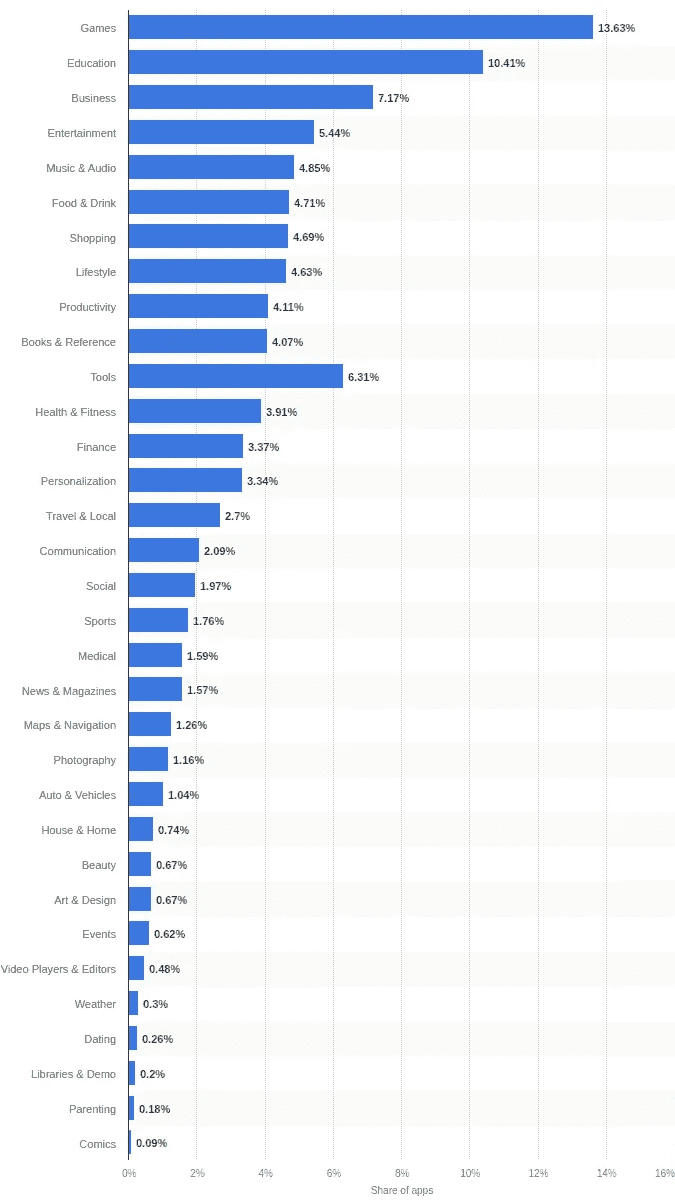 Games 13.63%
Education 10.41%
Business 7.17%
Entertainment 5.44%
Music & Audio 4.85%
Food & Drink 4.71%
Shopping 4.69%
Lifestyle 4.63%
Productivity 4.11%
Books & Reference 4.07%
Tools 6.31%
Health & Fitness 3.91%
Finance 3.37%
Personalization 3.34%
Travel & Local 2.7%
Communication 2.09%
Social 1.97%
Sports 1.76%
Medical 1.59%
News & Magazines 1.57%
Maps & Navigation 1.26%
Photography 1.16%
Auto & Vehicles 1.04%
House & Home 0.74%
Beauty 0.67%
Art & Design 0.67%
Events 0.62%
Video Players & Editors 0.48%
Weather 0.3%
Dating 0.26%
Libraries & Demo 0.2%
Parenting 0.18%
Comics 0.09%
0% 2% 4% 6% 8% 10% 12% 14% 16%
Share of apps